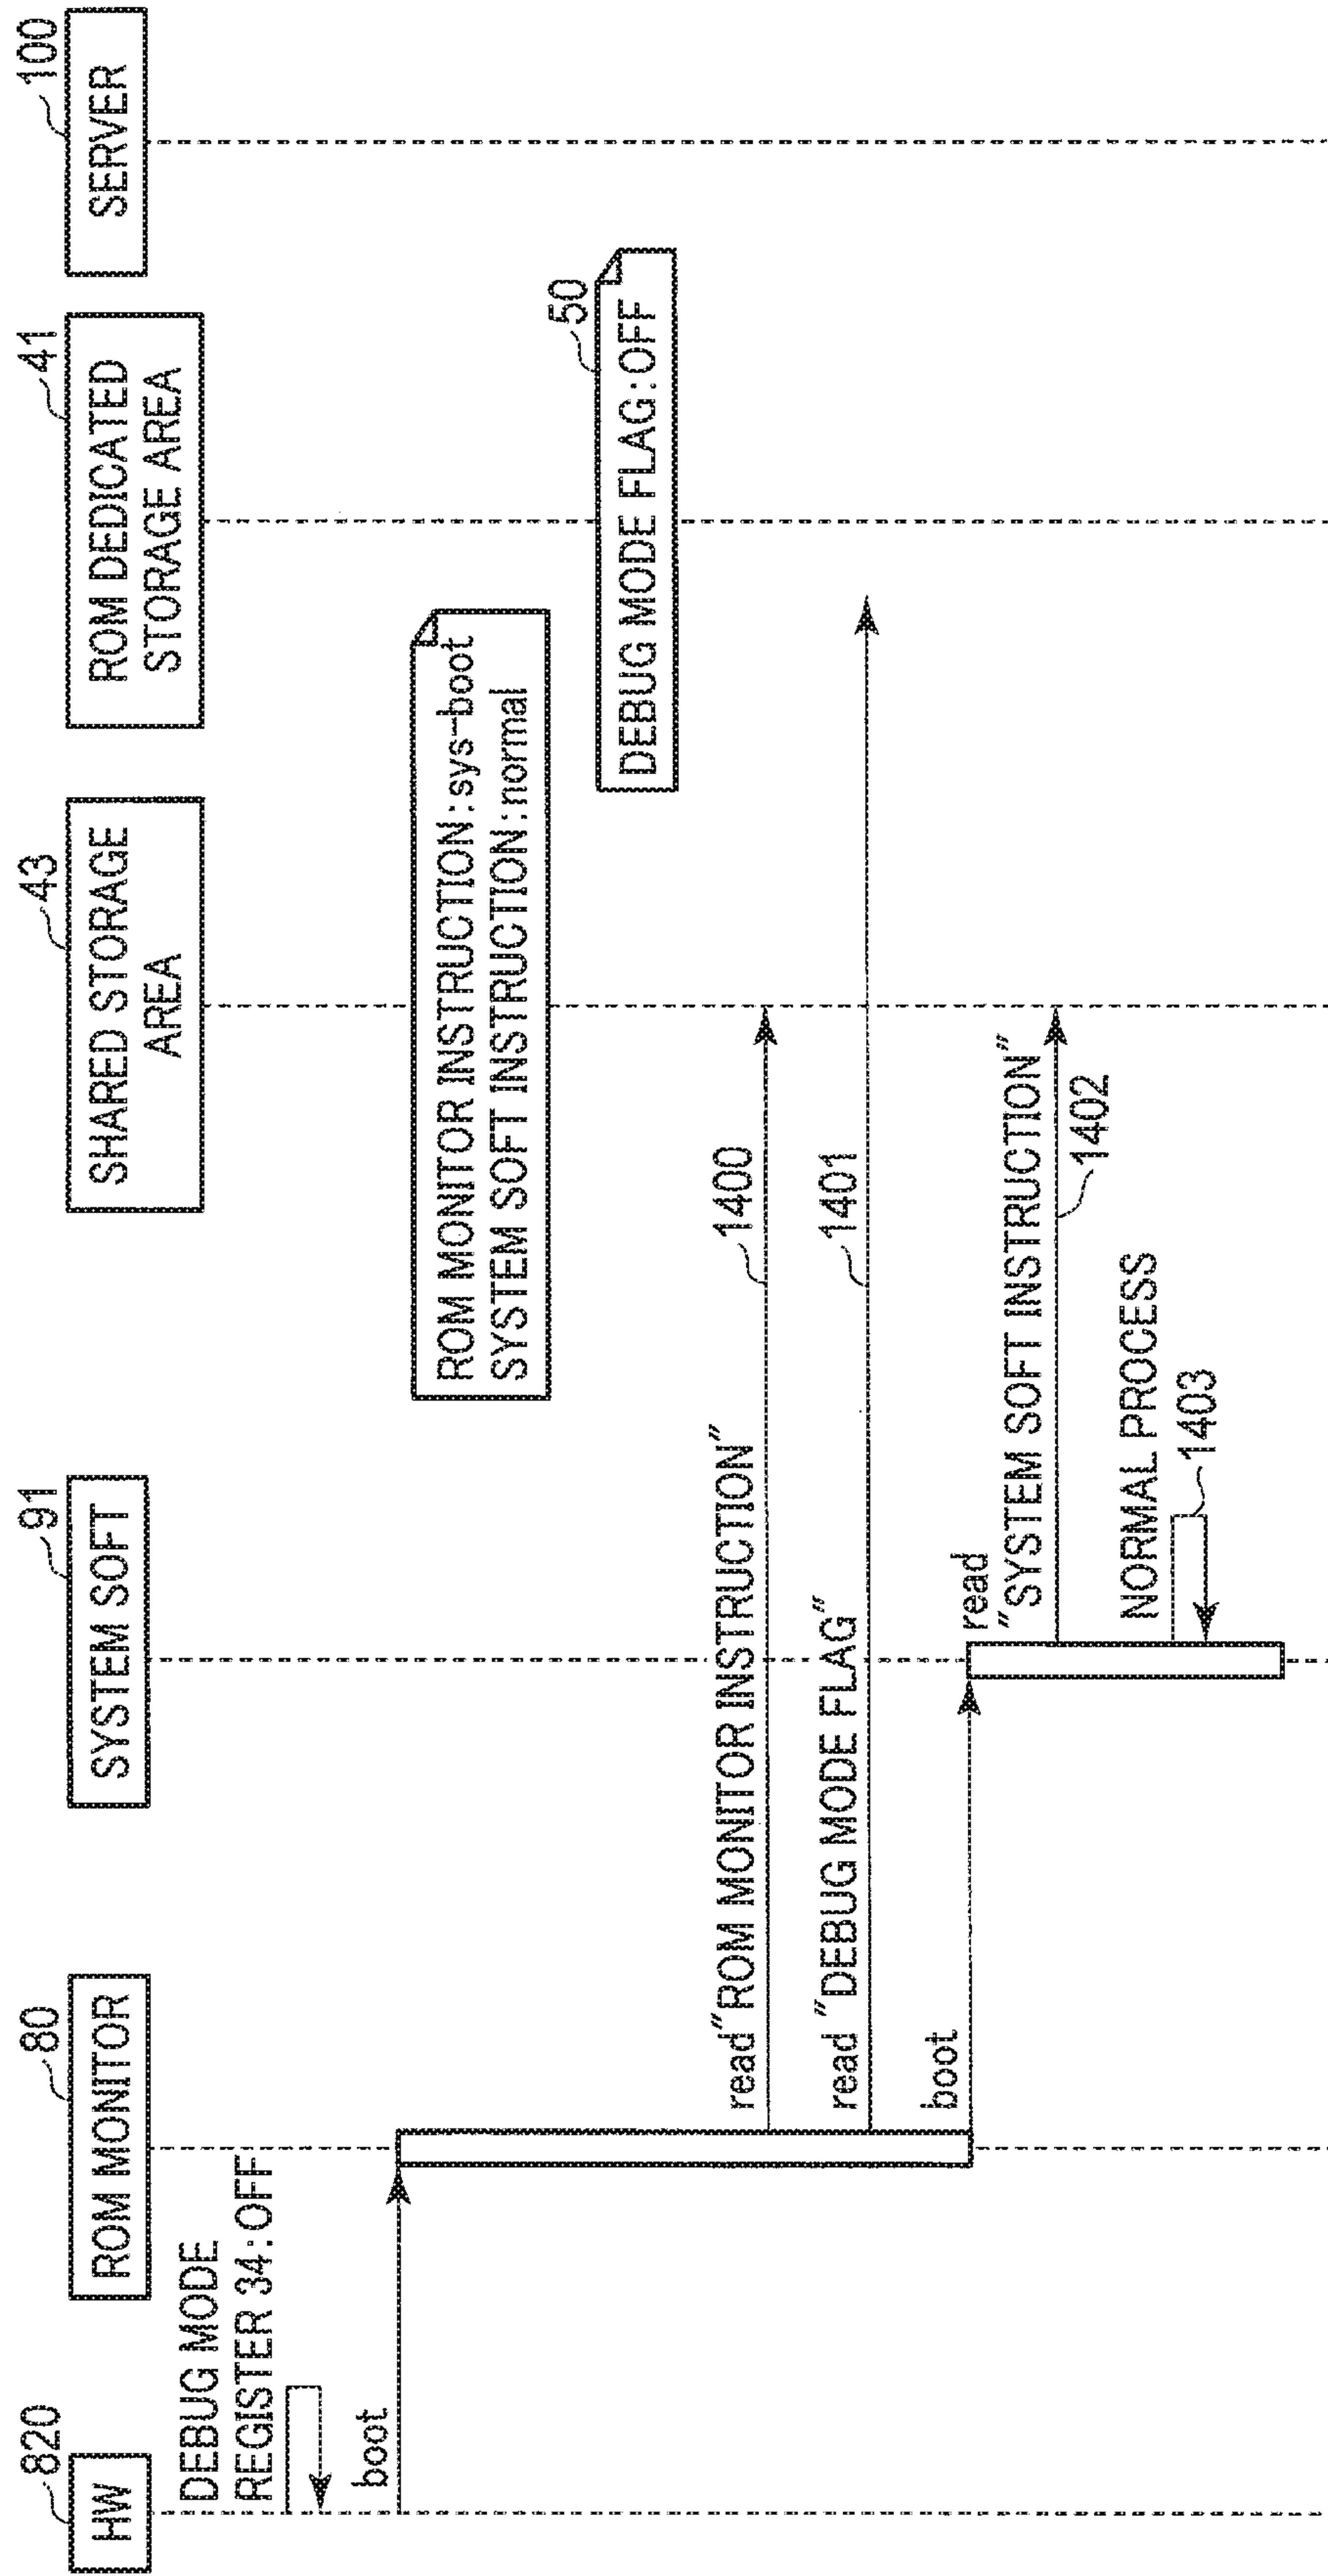 820
HW
80
ROM MONITOR
91
SYSTEM SOFT
43
SHARED STORAGE
AREA
41
ROM DEDICATED
STORAGE AREA
100
SERVER
DEBUG MODE
REGISTER 34:OFF
boot
ROM MONITOR INSTRUCTION:sys-boot
SYSTEM SOFT INSTRUCTION:normal
50
DEBUG MODE FLAG:OFF
read"ROM MONITOR INSTRUCTION"
1400
read "DEBUG MODE FLAG"
1401
boot
read
"SYSTEM SOFT INSTRUCTION"
1402
NORMAL PROCESS
1403